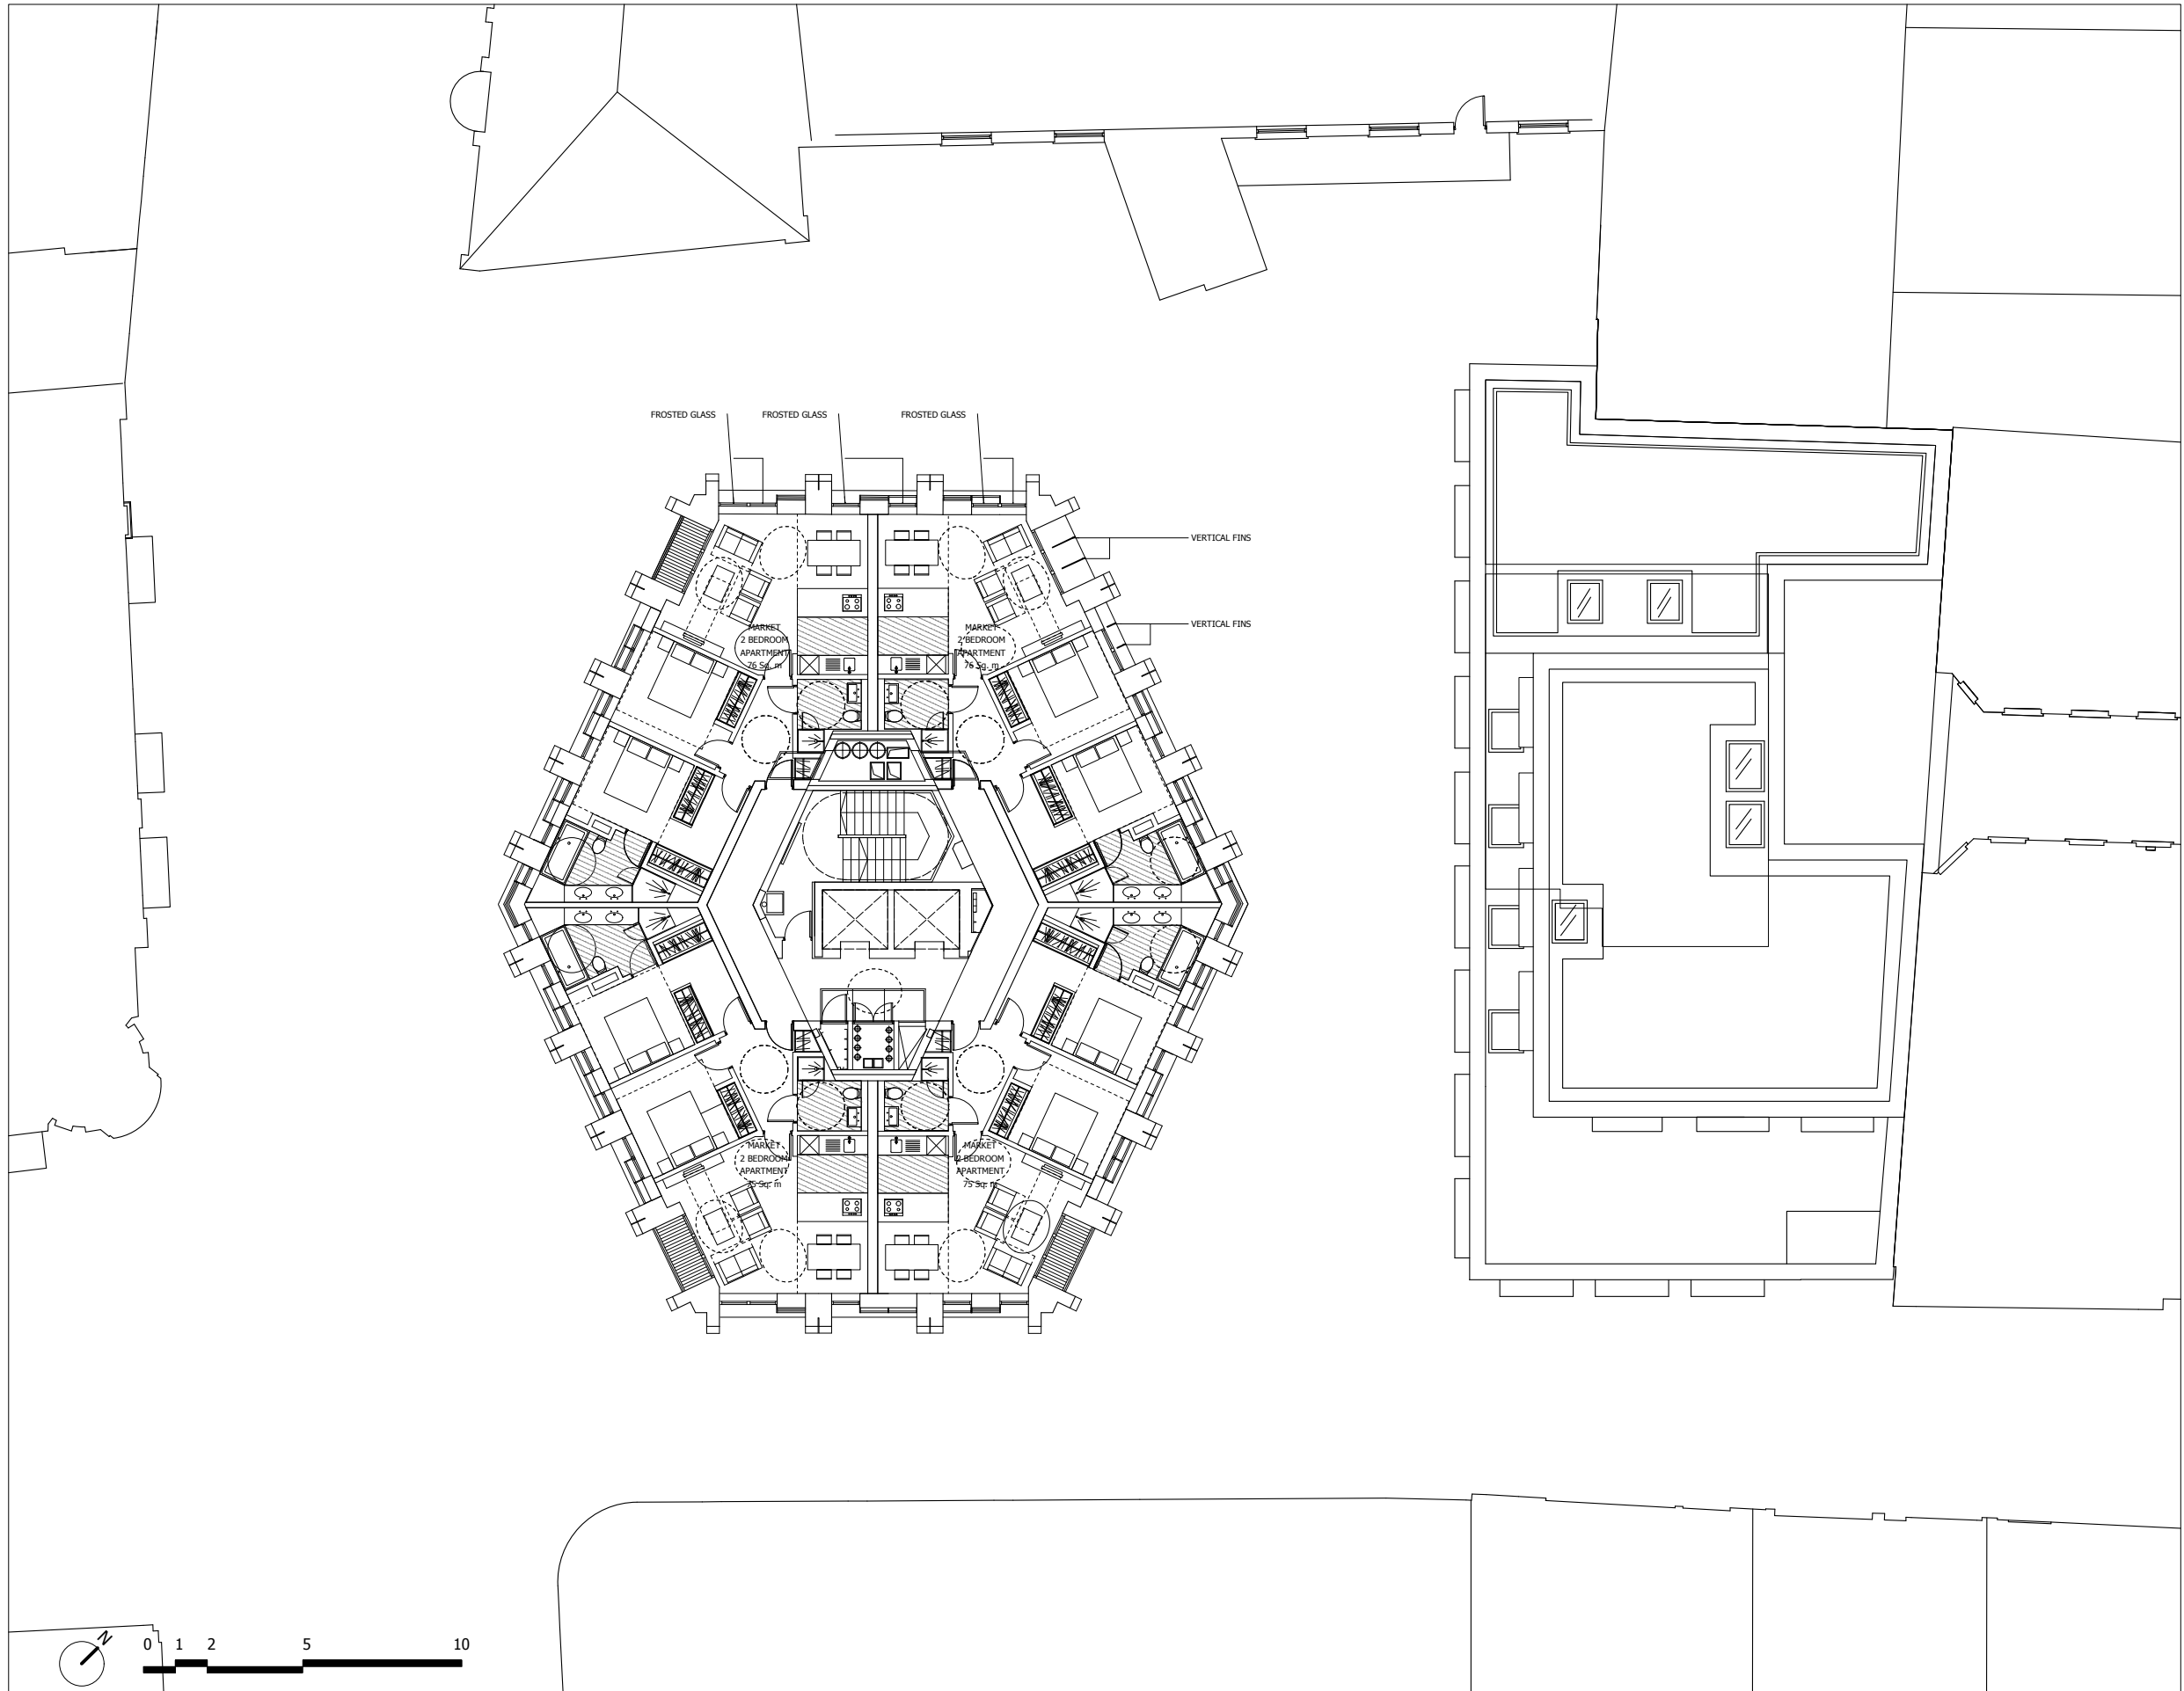 FROSTED GLASS FROSTED GLASS FROSTED GLASS
VERTICAL FINS
VERTICAL FINS
MARKET
2 BEDROOM
APARTMENT
76 Sq. m
MARKET
2 BEDROOM
APARTMENT
76 Sq. m
MARKET
2 BEDROOM
APARTMENT
75 Sq. m
MARKET
2 BEDROOM
APARTMENT
75 Sq. m
N
0 1 2 5 10